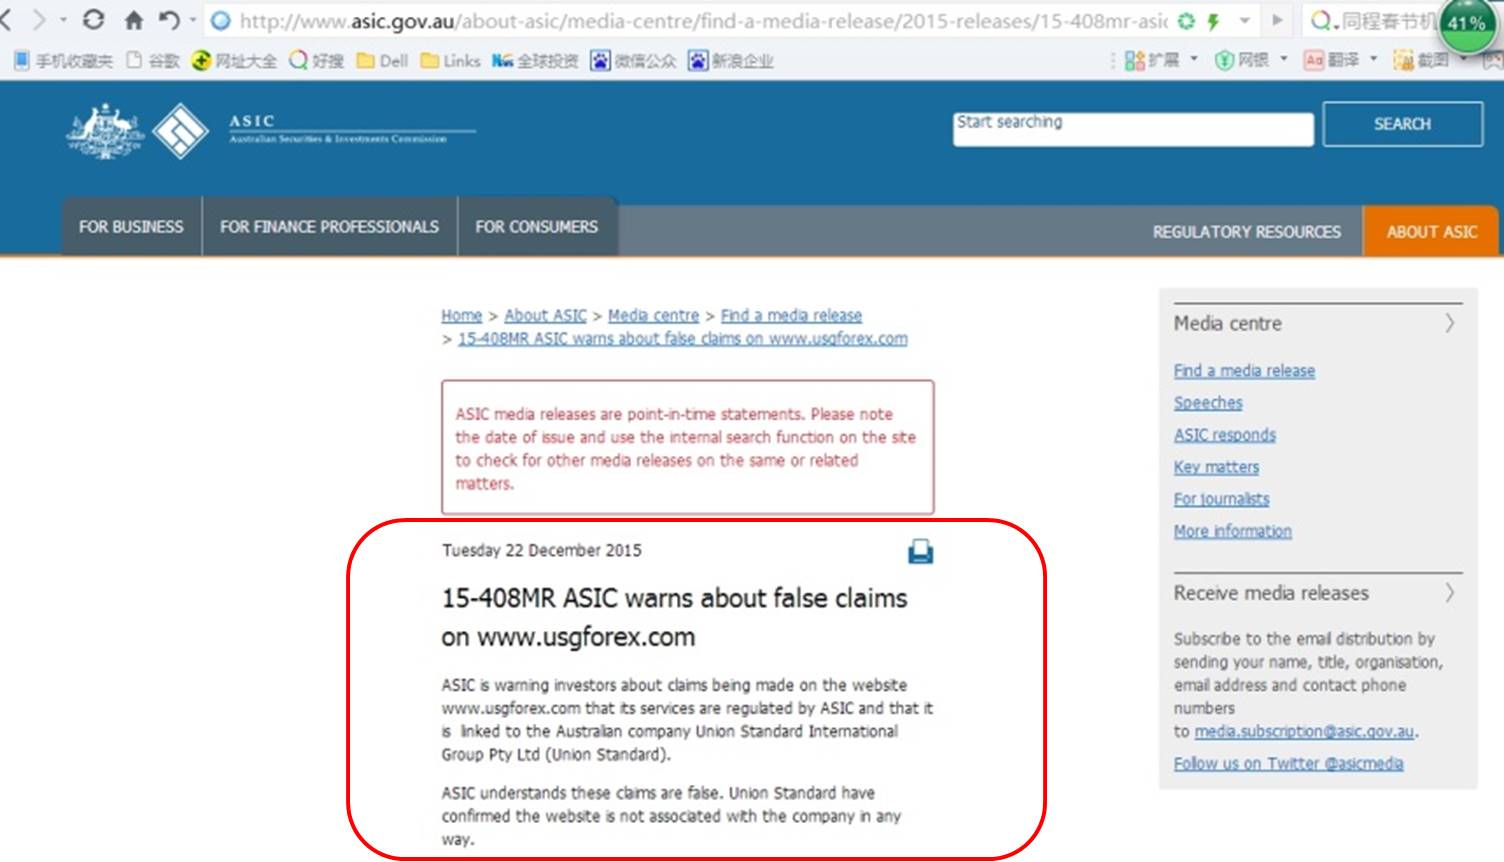 http://www.asic.gov.au/about-asic/media-centre/find-a-media-release/2015-releases/15-408mr-asic
同程春节机
41%
手机收藏夹 谷歌 网址大全 好搜 Dell Links 全球投资 微信公众 新浪企业 扩展 网银 翻译 截图
ASIC
Australian Securities & Investments Commission
Start searching
SEARCH
FOR BUSINESS FOR FINANCE PROFESSIONALS FOR CONSUMERS
REGULATORY RESOURCES ABOUT ASIC
Home > About ASIC > Media centre > Find a media release
> 15-408MR ASIC warns about false claims on www.usgforex.com
ASIC media releases are point-in-time statements. Please note
the date of issue and use the internal search function on the site
to check for other media releases on the same or related
matters.
Tuesday 22 December 2015
15-408MR ASIC warns about false claims
on www.usgforex.com
ASIC is warning investors about claims being made on the website
www.usgforex.com that its services are regulated by ASIC and that it
is linked to the Australian company Union Standard International
Group Pty Ltd (Union Standard).
ASIC understands these claims are false. Union Standard have
confirmed the website is not associated with the company in any
way.
Media centre
Find a media release
Speeches
ASIC responds
Key matters
For journalists
More information
Receive media releases
Subscribe to the email distribution by
sending your name, title, organisation,
email address and contact phone
numbers
to media.subscription@asic.gov.au.
Follow us on Twitter @asicmedia